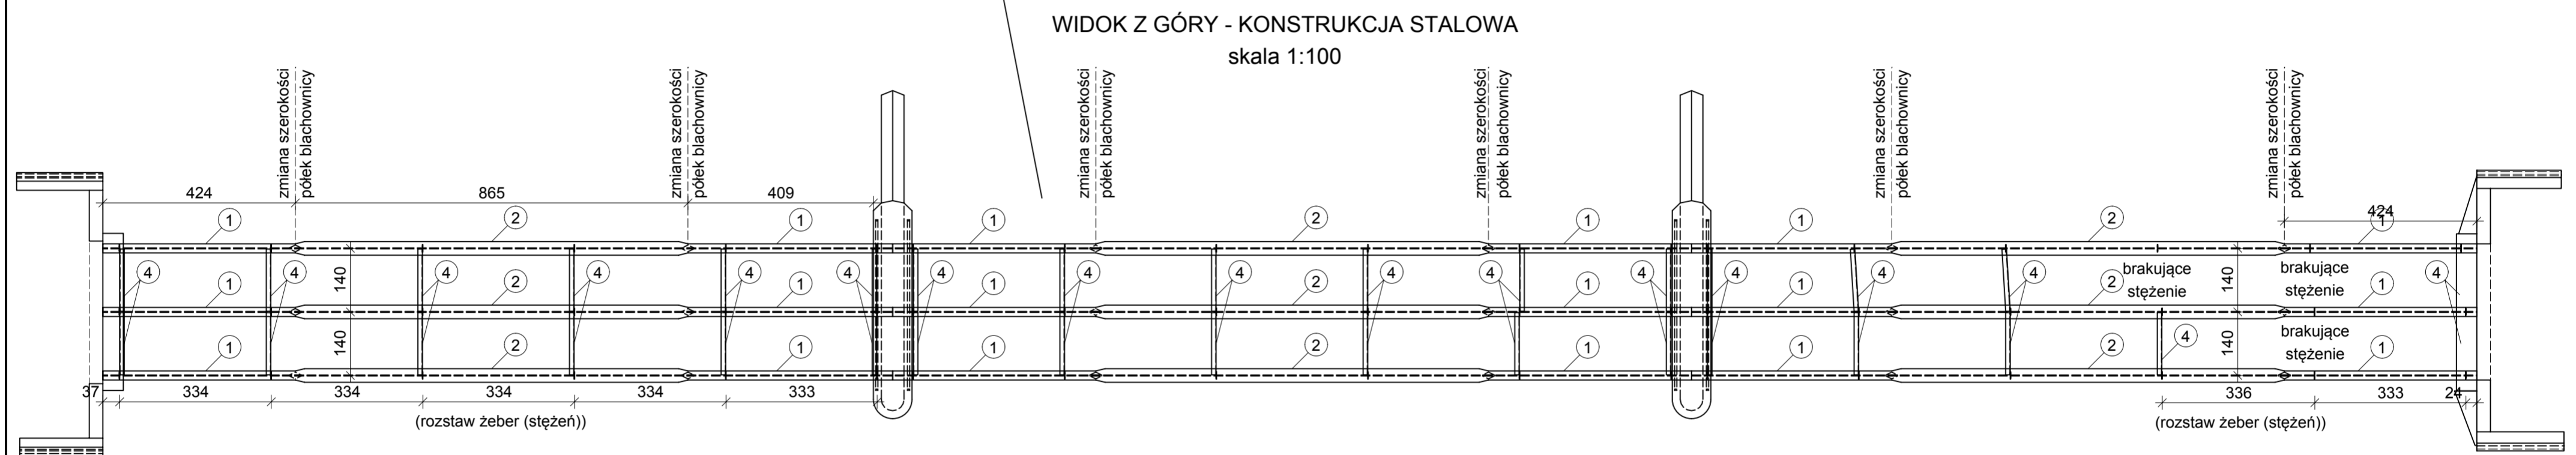 WIDOK Z GÓRY - KONSTRUKCJA STALOWA
skala 1:100
zmiana szerokości
półek blachownicy
zmiana szerokości
półek blachownicy
zmiana szerokości
półek blachownicy
zmiana szerokości
półek blachownicy
zmiana szerokości
półek blachownicy
zmiana szerokości
półek blachownicy
424 865 409 424
1 2 1 1 2 1 1 2 1
4 4 4 4 4 4 4 4 4 4 4 4 4 4 4 4
140 140
brakujące
stężenie
brakujące
stężenie
1 2 1 1 2 1 1 2 1
140 140
brakujące
stężenie
4
1 2 1 1 2 1 1 2 1
37 334 334 334 334 333 336 333 24
(rozstaw żeber (stężeń)) (rozstaw żeber (stężeń))